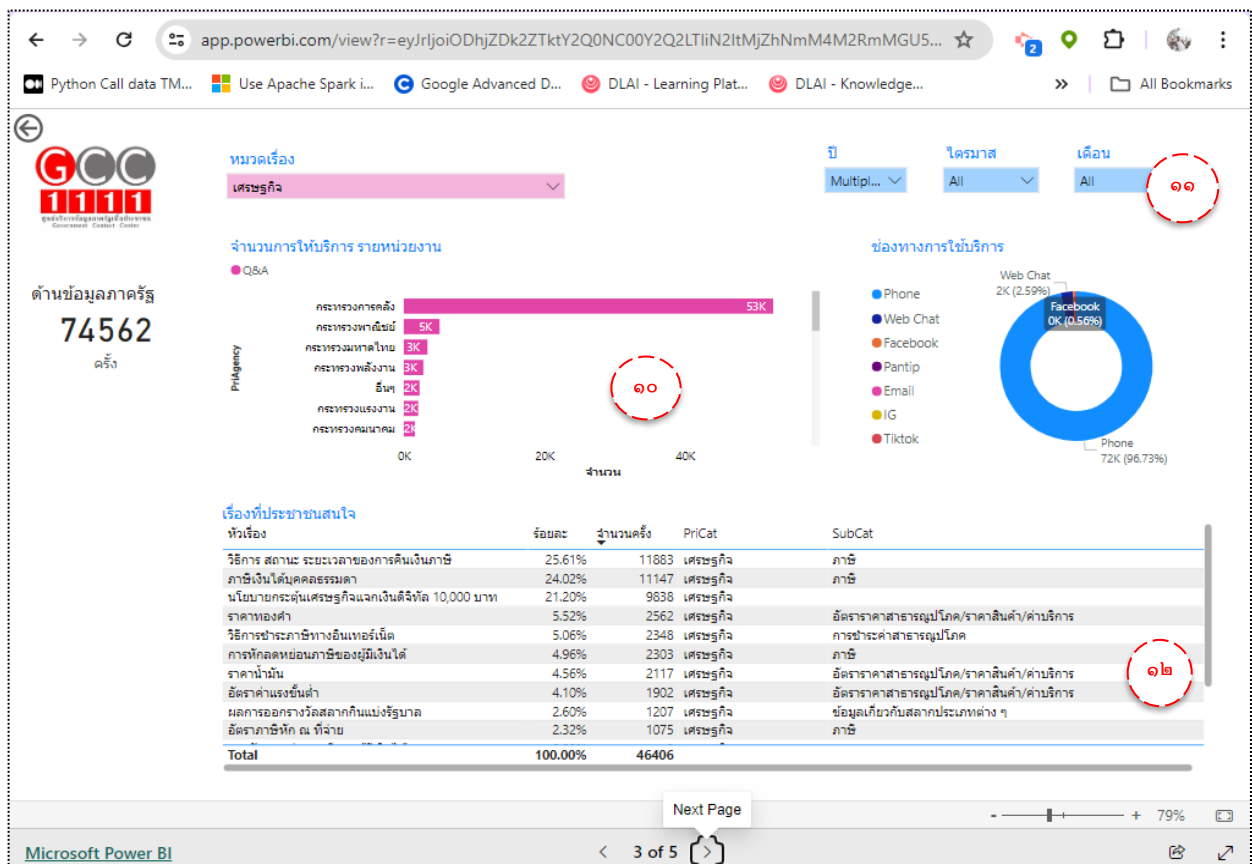 app.powerbi.com/view?r=eyJrIjoiODhjZDk2ZTktY2Q0NC00Y2Q2LTliN2ItMjZhNmM4M2RmMGU5...
2
Python Call data TM...
Use Apache Spark i...
Google Advanced D...
DLAI - Learning Plat...
DLAI - Knowledge...
All Bookmarks
GCC
1111
ศูนย์บริการข้อมูลภาครัฐเพื่อประชาชน
Government Contact Center
หมวดเรื่อง
เศรษฐกิจ
ปี
Multipl...
ไตรมาส
All
เดือน
All
๑๑
ด้านข้อมูลภาครัฐ
74562
ครั้ง
จำนวนการให้บริการ รายหน่วยงาน
Q&A
PriAgency
กระทรวงการคลัง 53K
กระทรวงพาณิชย์ 5K
กระทรวงมหาดไทย 3K
กระทรวงพลังงาน 3K
อื่นๆ 2K
กระทรวงแรงงาน 2K
กระทรวงคมนาคม 2K
0K 20K 40K
จำนวน
๑๐
ช่องทางการใช้บริการ
Phone
Web Chat
Facebook
Pantip
Email
IG
Tiktok
Web Chat
2K (2.59%)
Facebook
0K (0.56%)
Phone
72K (96.73%)
เรื่องที่ประชาชนสนใจ
หัวเรื่อง ร้อยละ จำนวนครั้ง PriCat SubCat
วิธีการ สถานะ ระยะเวลาของการคืนเงินภาษี 25.61% 11883 เศรษฐกิจ ภาษี
ภาษีเงินได้บุคคลธรรมดา 24.02% 11147 เศรษฐกิจ ภาษี
นโยบายกระตุ้นเศรษฐกิจแจกเงินดิจิทัล 10,000 บาท 21.20% 9838 เศรษฐกิจ
ราคาทองคำ 5.52% 2562 เศรษฐกิจ อัตราราคาสาธารณูปโภค/ราคาสินค้า/ค่าบริการ
วิธีการชำระภาษีทางอินเทอร์เน็ต 5.06% 2348 เศรษฐกิจ การชำระค่าสาธารณูปโภค
การหักลดหย่อนภาษีของผู้มีเงินได้ 4.96% 2303 เศรษฐกิจ ภาษี
ราคาน้ำมัน 4.56% 2117 เศรษฐกิจ อัตราราคาสาธารณูปโภค/ราคาสินค้า/ค่าบริการ
อัตราค่าแรงขั้นต่ำ 4.10% 1902 เศรษฐกิจ อัตราราคาสาธารณูปโภค/ราคาสินค้า/ค่าบริการ
ผลการออกรางวัลสลากกินแบ่งรัฐบาล 2.60% 1207 เศรษฐกิจ ข้อมูลเกี่ยวกับสลากประเภทต่าง ๆ
อัตราภาษีหัก ณ ที่จ่าย 2.32% 1075 เศรษฐกิจ ภาษี
Total 100.00% 46406
๑๒
Next Page
- + 79%
Microsoft Power BI
3 of 5